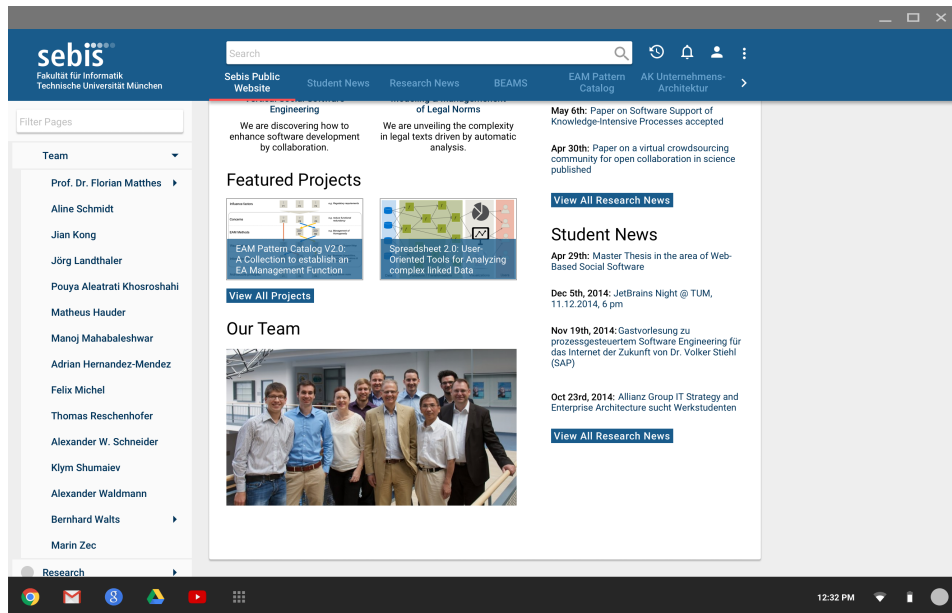 sebis
Fakultät für Informatik
Technische Universität München
Search
Sebis Public
Website
Student News
Research News
BEAMS
EAM Pattern
Catalog
AK Unternehmens-
Architektur
Filter Pages
Team
Prof. Dr. Florian Matthes
Aline Schmidt
Jian Kong
Jörg Landthaler
Pouya Aleatrati Khosroshahi
Matheus Hauder
Manoj Mahabaleshwar
Adrian Hernandez-Mendez
Felix Michel
Thomas Reschenhofer
Alexander W. Schneider
Klym Shumaiev
Alexander Waldmann
Bernhard Walts
Marin Zec
Research
Engineering
We are discovering how to
enhance software development
by collaboration.
of Legal Norms
We are unveiling the complexity
in legal texts driven by automatic
analysis.
Featured Projects
EAM Pattern Catalog V2.0:
A Collection to establish an
EA Management Function
Spreadsheet 2.0: User-
Oriented Tools for Analyzing
complex linked Data
View All Projects
Our Team
May 6th: Paper on Software Support of
Knowledge-Intensive Processes accepted
Apr 30th: Paper on a virtual crowdsourcing
community for open collaboration in science
published
View All Research News
Student News
Apr 29th: Master Thesis in the area of Web-
Based Social Software
Dec 5th, 2014: JetBrains Night @ TUM,
11.12.2014, 6 pm
Nov 19th, 2014: Gastvorlesung zu
prozessgesteuertem Software Engineering für
das Internet der Zukunft von Dr. Volker Stiehl
(SAP)
Oct 23rd, 2014: Allianz Group IT Strategy and
Enterprise Architecture sucht Werkstudenten
View All Research News
12:32 PM